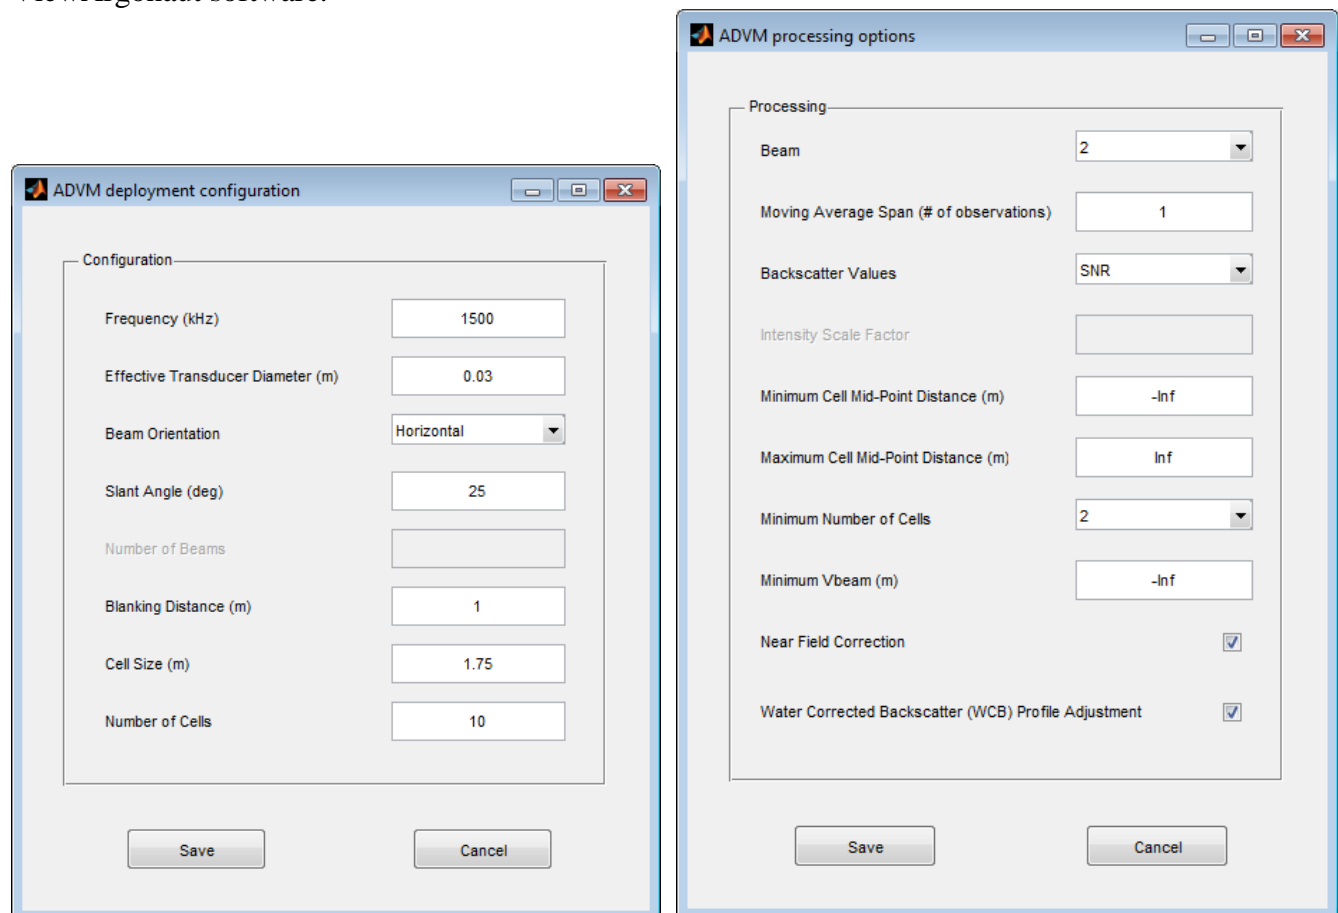 ViewArgonaut software.
ADVM deployment configuration
Configuration
Frequency (kHz) 1500
Effective Transducer Diameter (m) 0.03
Beam Orientation Horizontal
Slant Angle (deg) 25
Number of Beams
Blanking Distance (m) 1
Cell Size (m) 1.75
Number of Cells 10
Save Cancel
ADVM processing options
Processing
Beam 2
Moving Average Span (# of observations) 1
Backscatter Values SNR
Intensity Scale Factor
Minimum Cell Mid-Point Distance (m) -Inf
Maximum Cell Mid-Point Distance (m) Inf
Minimum Number of Cells 2
Minimum Vbeam (m) -Inf
Near Field Correction
Water Corrected Backscatter (WCB) Profile Adjustment
Save Cancel